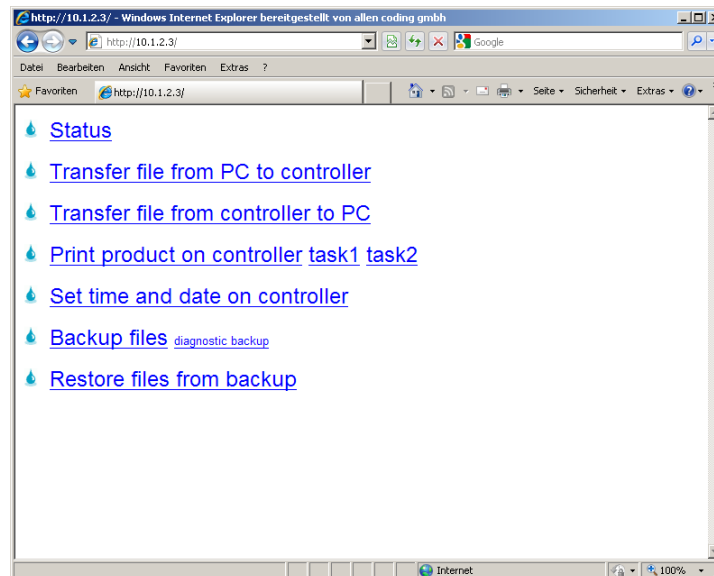 http://10.1.2.3/ - Windows Internet Explorer bereitgestellt von allen coding gmbh
http://10.1.2.3/ Google
Datei Bearbeiten Ansicht Favoriten Extras ?
Favoriten http://10.1.2.3/ Seite Sicherheit Extras
Status
Transfer file from PC to controller
Transfer file from controller to PC
Print product on controller task1 task2
Set time and date on controller
Backup files diagnostic backup
Restore files from backup
Internet 100%